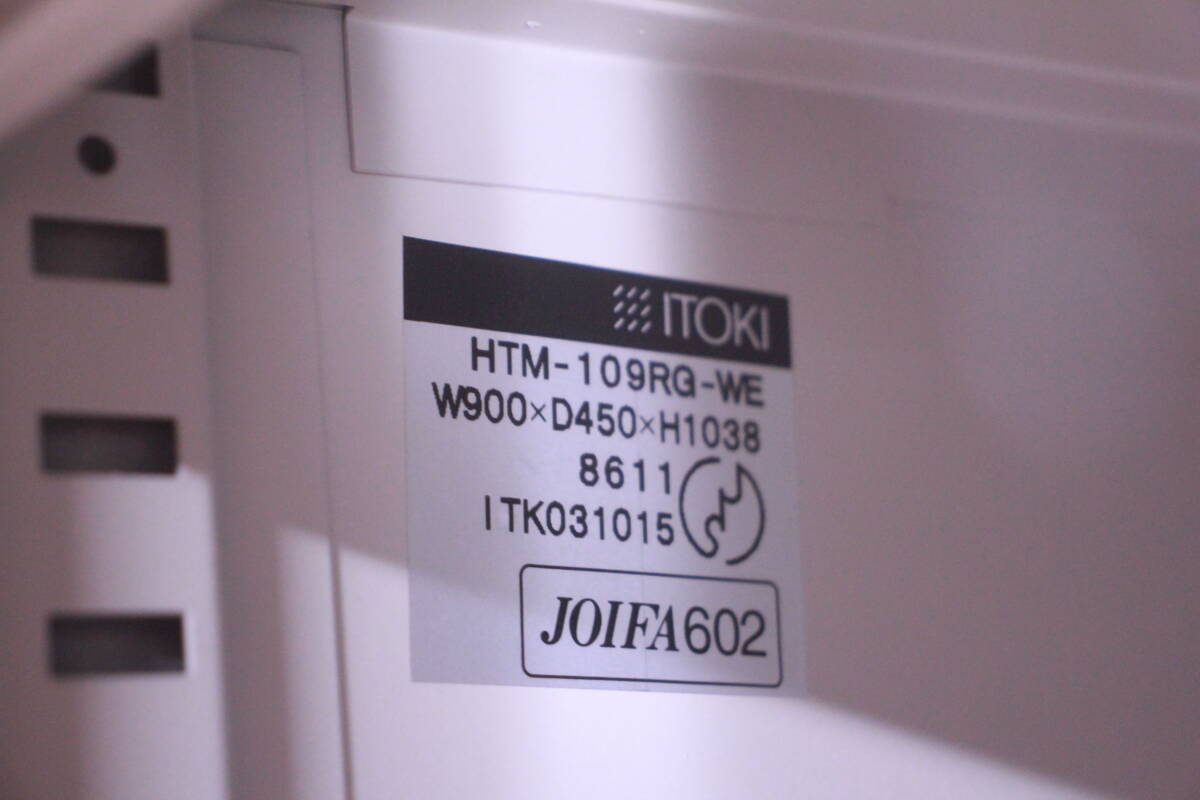 ITOKI
HTM-109RG-WE
W900×D450×H1038
8611
ITK031015
JOIFA602